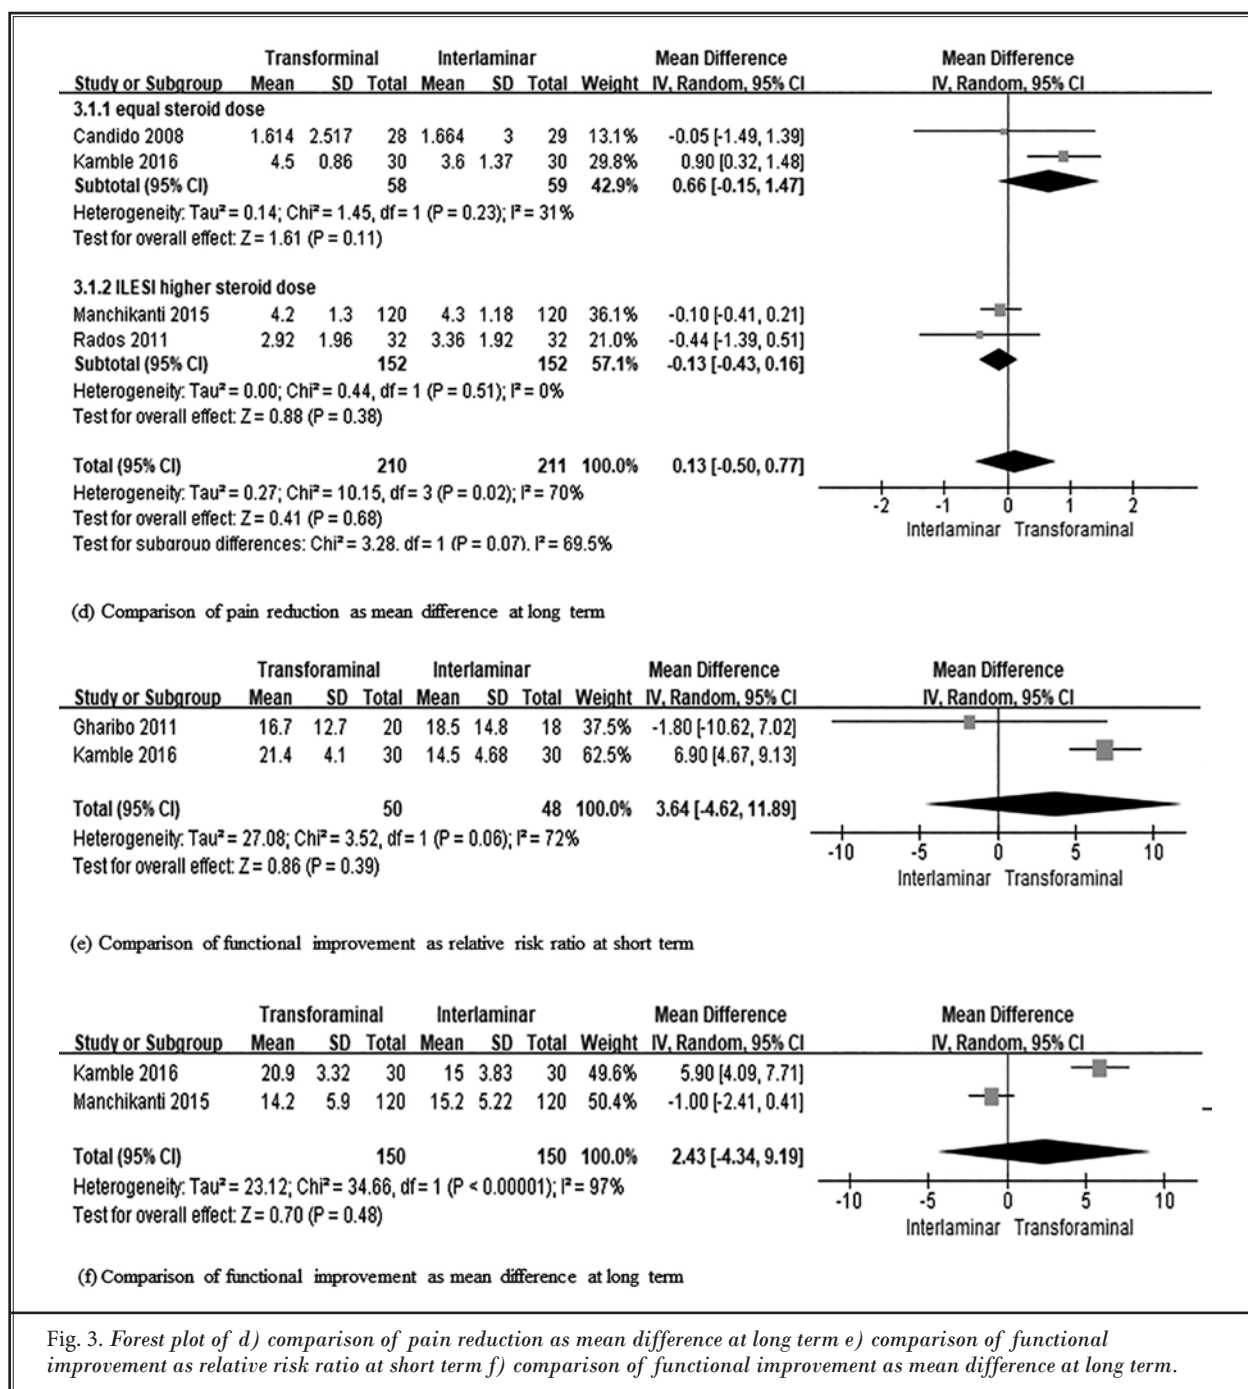 Transforminal Interlaminar Mean Difference Mean Difference
Study or Subgroup Mean SD Total Mean SD Total Weight IV, Random, 95% CI IV, Random, 95% CI
3.1.1 equal steroid dose
Candido 2008 1.614 2.517 28 1.664 3 29 13.1% -0.05 [-1.49, 1.39]
Kamble 2016 4.5 0.86 30 3.6 1.37 30 29.8% 0.90 [0.32, 1.48]
Subtotal (95% CI) 58 59 42.9% 0.66 [-0.15, 1.47]
Heterogeneity: Tau² = 0.14; Chi² = 1.45, df = 1 (P = 0.23); I² = 31%
Test for overall effect: Z = 1.61 (P = 0.11)
3.1.2 ILESI higher steroid dose
Manchikanti 2015 4.2 1.3 120 4.3 1.18 120 36.1% -0.10 [-0.41, 0.21]
Rados 2011 2.92 1.96 32 3.36 1.92 32 21.0% -0.44 [-1.39, 0.51]
Subtotal (95% CI) 152 152 57.1% -0.13 [-0.43, 0.16]
Heterogeneity: Tau² = 0.00; Chi² = 0.44, df = 1 (P = 0.51); I² = 0%
Test for overall effect: Z = 0.88 (P = 0.38)
Total (95% CI) 210 211 100.0% 0.13 [-0.50, 0.77]
Heterogeneity: Tau² = 0.27; Chi² = 10.15, df = 3 (P = 0.02); I² = 70%
Test for overall effect: Z = 0.41 (P = 0.68)
Test for subgroup differences: Chi² = 3.28. df = 1 (P = 0.07). I² = 69.5%
-2 -1 0 1 2
Interlaminar Transforaminal
(d) Comparison of pain reduction as mean difference at long term
Transforaminal Interlaminar Mean Difference Mean Difference
Study or Subgroup Mean SD Total Mean SD Total Weight IV, Random, 95% CI IV, Random, 95% CI
Gharibo 2011 16.7 12.7 20 18.5 14.8 18 37.5% -1.80 [-10.62, 7.02]
Kamble 2016 21.4 4.1 30 14.5 4.68 30 62.5% 6.90 [4.67, 9.13]
Total (95% CI) 50 48 100.0% 3.64 [-4.62, 11.89]
Heterogeneity: Tau² = 27.08; Chi² = 3.52, df = 1 (P = 0.06); I² = 72%
Test for overall effect: Z = 0.86 (P = 0.39)
-10 -5 0 5 10
Interlaminar Transforaminal
(e) Comparison of functional improvement as relative risk ratio at short term
Transforaminal Interlaminar Mean Difference Mean Difference
Study or Subgroup Mean SD Total Mean SD Total Weight IV, Random, 95% CI IV, Random, 95% CI
Kamble 2016 20.9 3.32 30 15 3.83 30 49.6% 5.90 [4.09, 7.71]
Manchikanti 2015 14.2 5.9 120 15.2 5.22 120 50.4% -1.00 [-2.41, 0.41]
Total (95% CI) 150 150 100.0% 2.43 [-4.34, 9.19]
Heterogeneity: Tau² = 23.12; Chi² = 34.66, df = 1 (P < 0.00001); I² = 97%
Test for overall effect: Z = 0.70 (P = 0.48)
-10 -5 0 5 10
Interlaminar Transforaminal
(f) Comparison of functional improvement as mean difference at long term
Fig. 3. Forest plot of d) comparison of pain reduction as mean difference at long term e) comparison of functional
improvement as relative risk ratio at short term f) comparison of functional improvement as mean difference at long term.